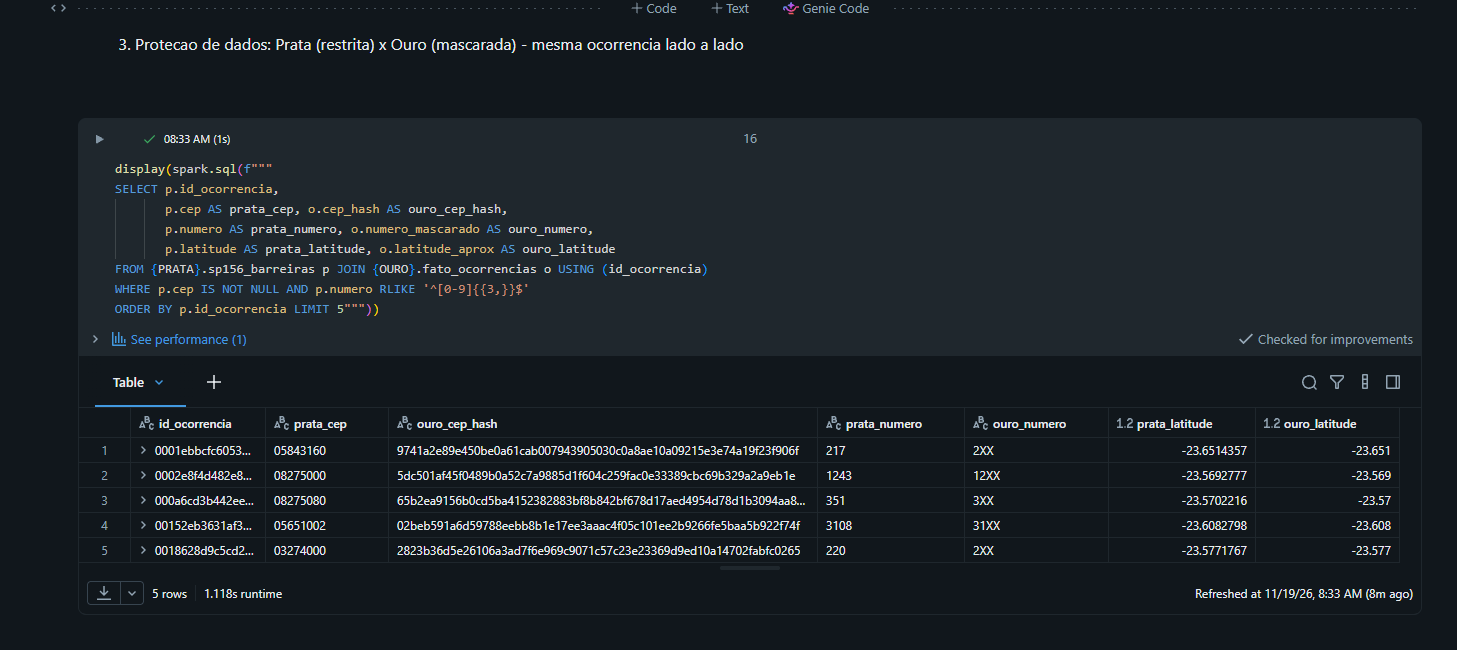 Code Text Genie Code
3. Protecao de dados: Prata (restrita) x Ouro (mascarada) - mesma ocorrencia lado a lado
08:33 AM (1s) 16
display(spark.sql(f"""
SELECT p.id_ocorrencia,
p.cep AS prata_cep, o.cep_hash AS ouro_cep_hash,
p.numero AS prata_numero, o.numero_mascarado AS ouro_numero,
p.latitude AS prata_latitude, o.latitude_aprox AS ouro_latitude
FROM {PRATA}.sp156_barreiras p JOIN {OURO}.fato_ocorrencias o USING (id_ocorrencia)
WHERE p.cep IS NOT NULL AND p.numero RLIKE '^[0-9]{{3,}}$'
ORDER BY p.id_ocorrencia LIMIT 5"""))
See performance (1) Checked for improvements
Table
id_ocorrencia prata_cep ouro_cep_hash prata_numero ouro_numero 1.2 prata_latitude 1.2 ouro_latitude
1 0001ebbcfc6053... 05843160 9741a2e89e450be0a61cab007943905030c0a8ae10a09215e3e74a19f23f906f 217 2XX -23.6514357 -23.651
2 0002e8f4d482e8... 08275000 5dc501af45f0489b0a52c7a9885d1f604c259fac0e33389cbc69b329a2a9eb1e 1243 12XX -23.5692777 -23.569
3 000a6cd3b442ee... 08275080 65b2ea9156b0cd5ba4152382883bf8b842bf678d17aed4954d78d1b3094aa8... 351 3XX -23.5702216 -23.57
4 00152eb3631af3... 05651002 02beb591a6d59788eebb8b1e17ee3aaac4f05c101ee2b9266fe5baa5b922f74f 3108 31XX -23.6082798 -23.608
5 0018628d9c5cd2... 03274000 2823b36d5e26106a3ad7f6e969c9071c57c23e23369d9ed10a14702fabfc0265 220 2XX -23.5771767 -23.577
5 rows 1.118s runtime Refreshed at 11/19/26, 8:33 AM (8m ago)